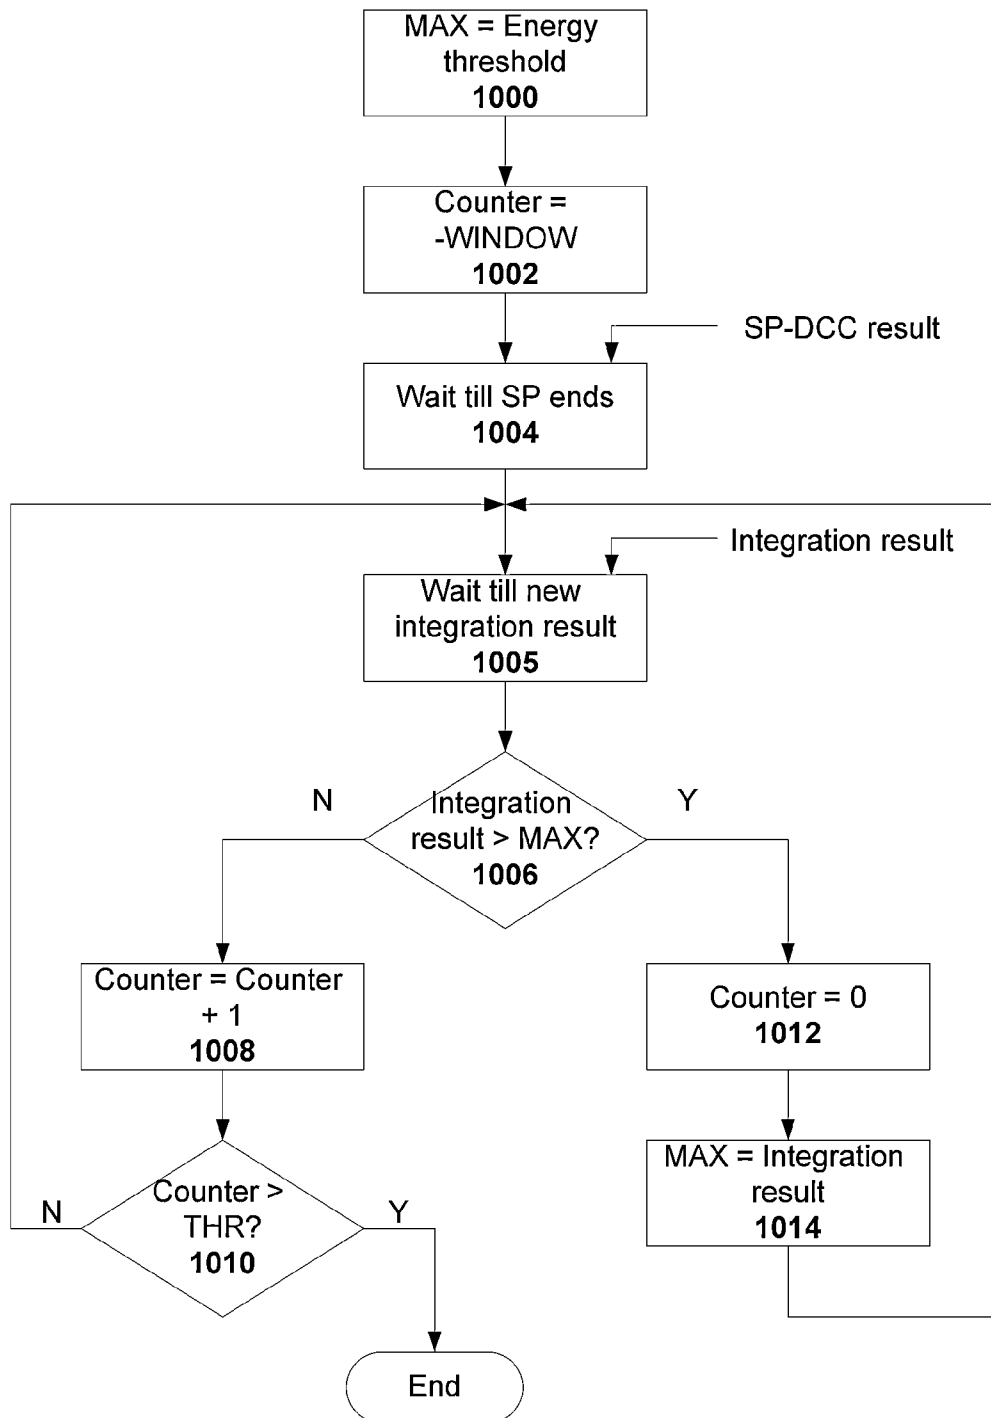 MAX = Energy
threshold
1000
Counter =
-WINDOW
1002
SP-DCC result
Wait till SP ends
1004
Integration result
Wait till new
integration result
1005
N
Integration
result > MAX?
1006
Y
Counter = Counter
+ 1
1008
Counter = 0
1012
MAX = Integration
result
1014
N
Counter >
THR?
1010
Y
End